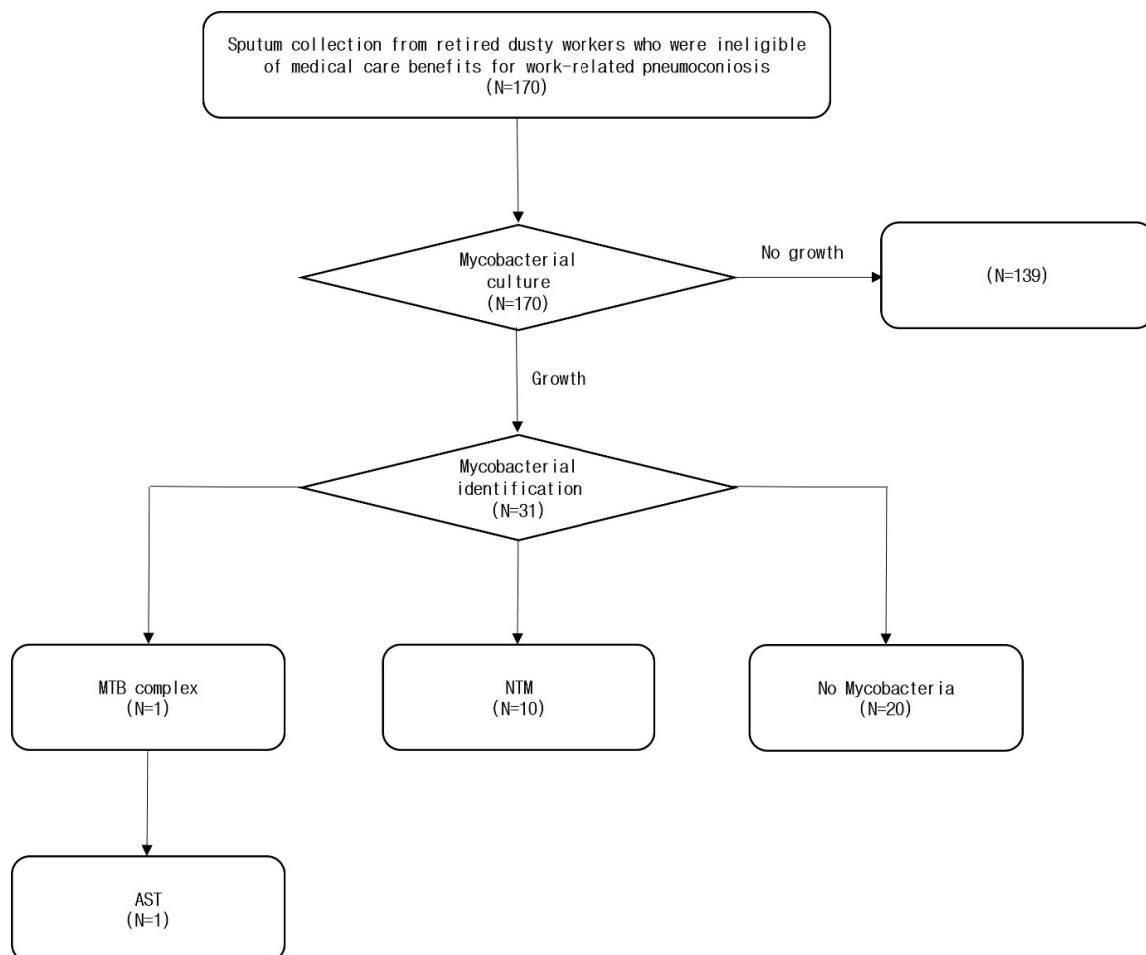 Sputum collection from retired dusty workers who were ineligible
of medical care benefits for work-related pneumoconiosis
(N=170)
Mycobacterial
culture
(N=170)
No growth
(N=139)
Growth
Mycobacterial
identification
(N=31)
MTB complex
(N=1)
NTM
(N=10)
No Mycobacteria
(N=20)
AST
(N=1)